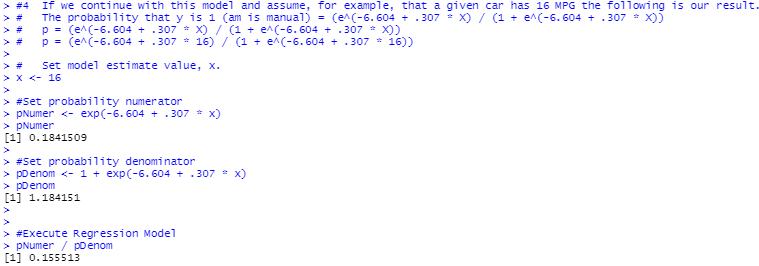 > #4  If we continue with this model and assume, for example, that a given car has 16 MPG the following is our result.
> #   The probability that y is 1 (am is manual) = (e^(-6.604 + .307 * X) / (1 + e^(-6.604 + .307 * X))
> #   p = (e^(-6.604 + .307 * X) / (1 + e^(-6.604 + .307 * X))
> #   p = (e^(-6.604 + .307 * 16) / (1 + e^(-6.604 + .307 * 16))
>
> #   Set model estimate value, x.
> x <- 16
>
> #Set probability numerator
> pNumer <- exp(-6.604 + .307 * x)
> pNumer
[1] 0.1841509
>
> #Set probability denominator
> pDenom <- 1 + exp(-6.604 + .307 * x)
> pDenom
[1] 1.184151
>
>
> #Execute Regression Model
> pNumer / pDenom
[1] 0.155513